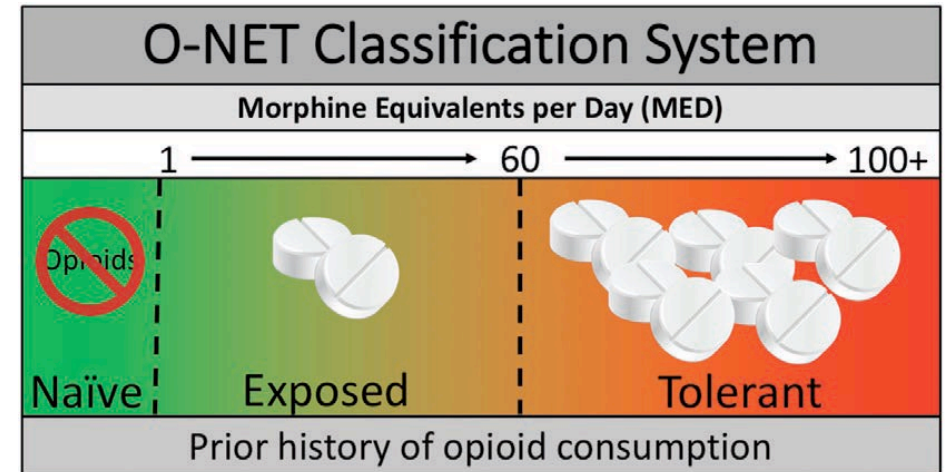 O-NET Classification System
Morphine Equivalents per Day (MED)
1 60 100+
Opioids
Naïve Exposed Tolerant
Prior history of opioid consumption